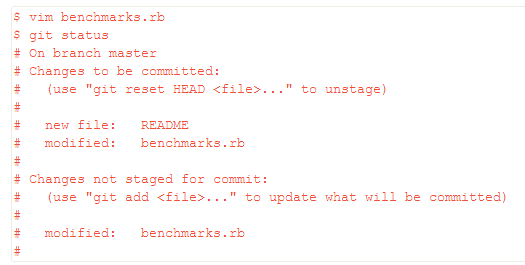 $ vim benchmarks.rb
$ git status
# On branch master
# Changes to be committed:
#   (use "git reset HEAD <file>..." to unstage)
#
#   new file:   README
#   modified:   benchmarks.rb
#
# Changes not staged for commit:
#   (use "git add <file>..." to update what will be committed)
#
#   modified:   benchmarks.rb
#